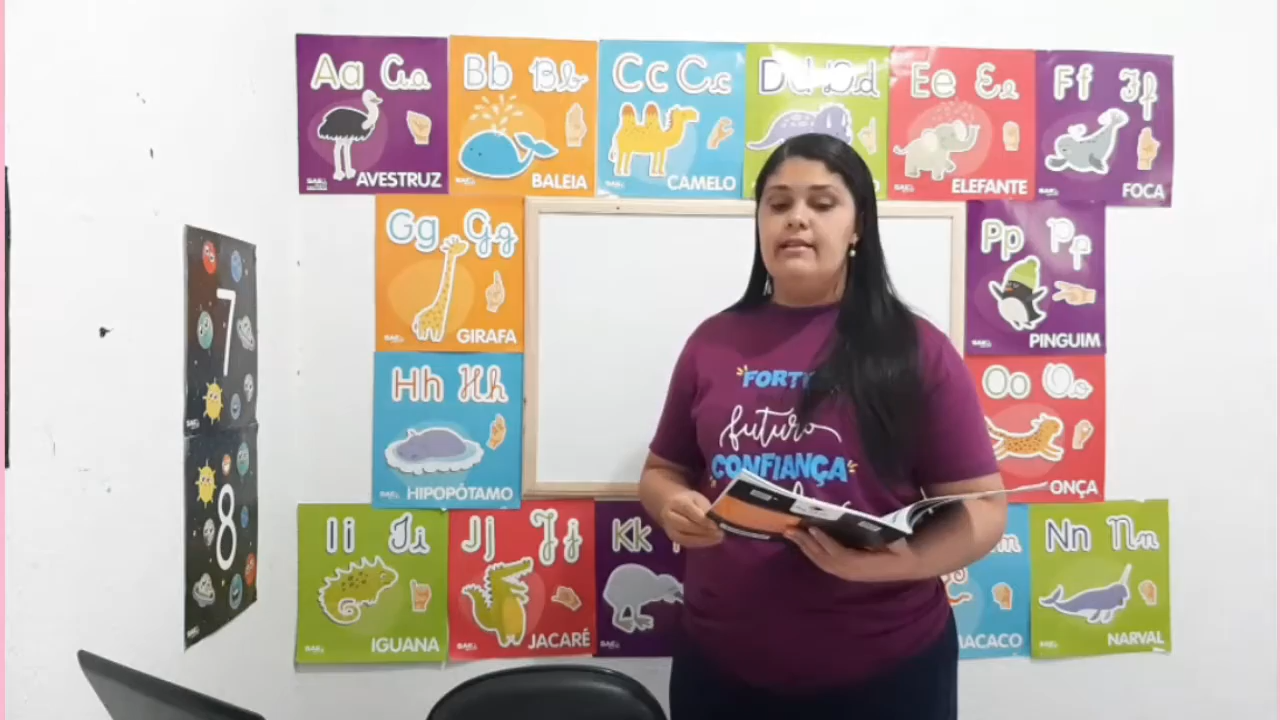 Aa Aa
AVESTRUZ
Bb Bb
BALEIA
Cc Cc
CAMELO
Dd Dd
Ee Ee
ELEFANTE
Ff Ff
FOCA
Gg Gg
GIRAFA
Pp Pp
PINGUIM
7
Hh Hh
HIPOPÓTAMO
Oo Oo
ONÇA
8
futuro
CONFIANÇA
Ii Ii
IGUANA
Jj Jj
JACARÉ
Kk
Nn Nn
NARVAL